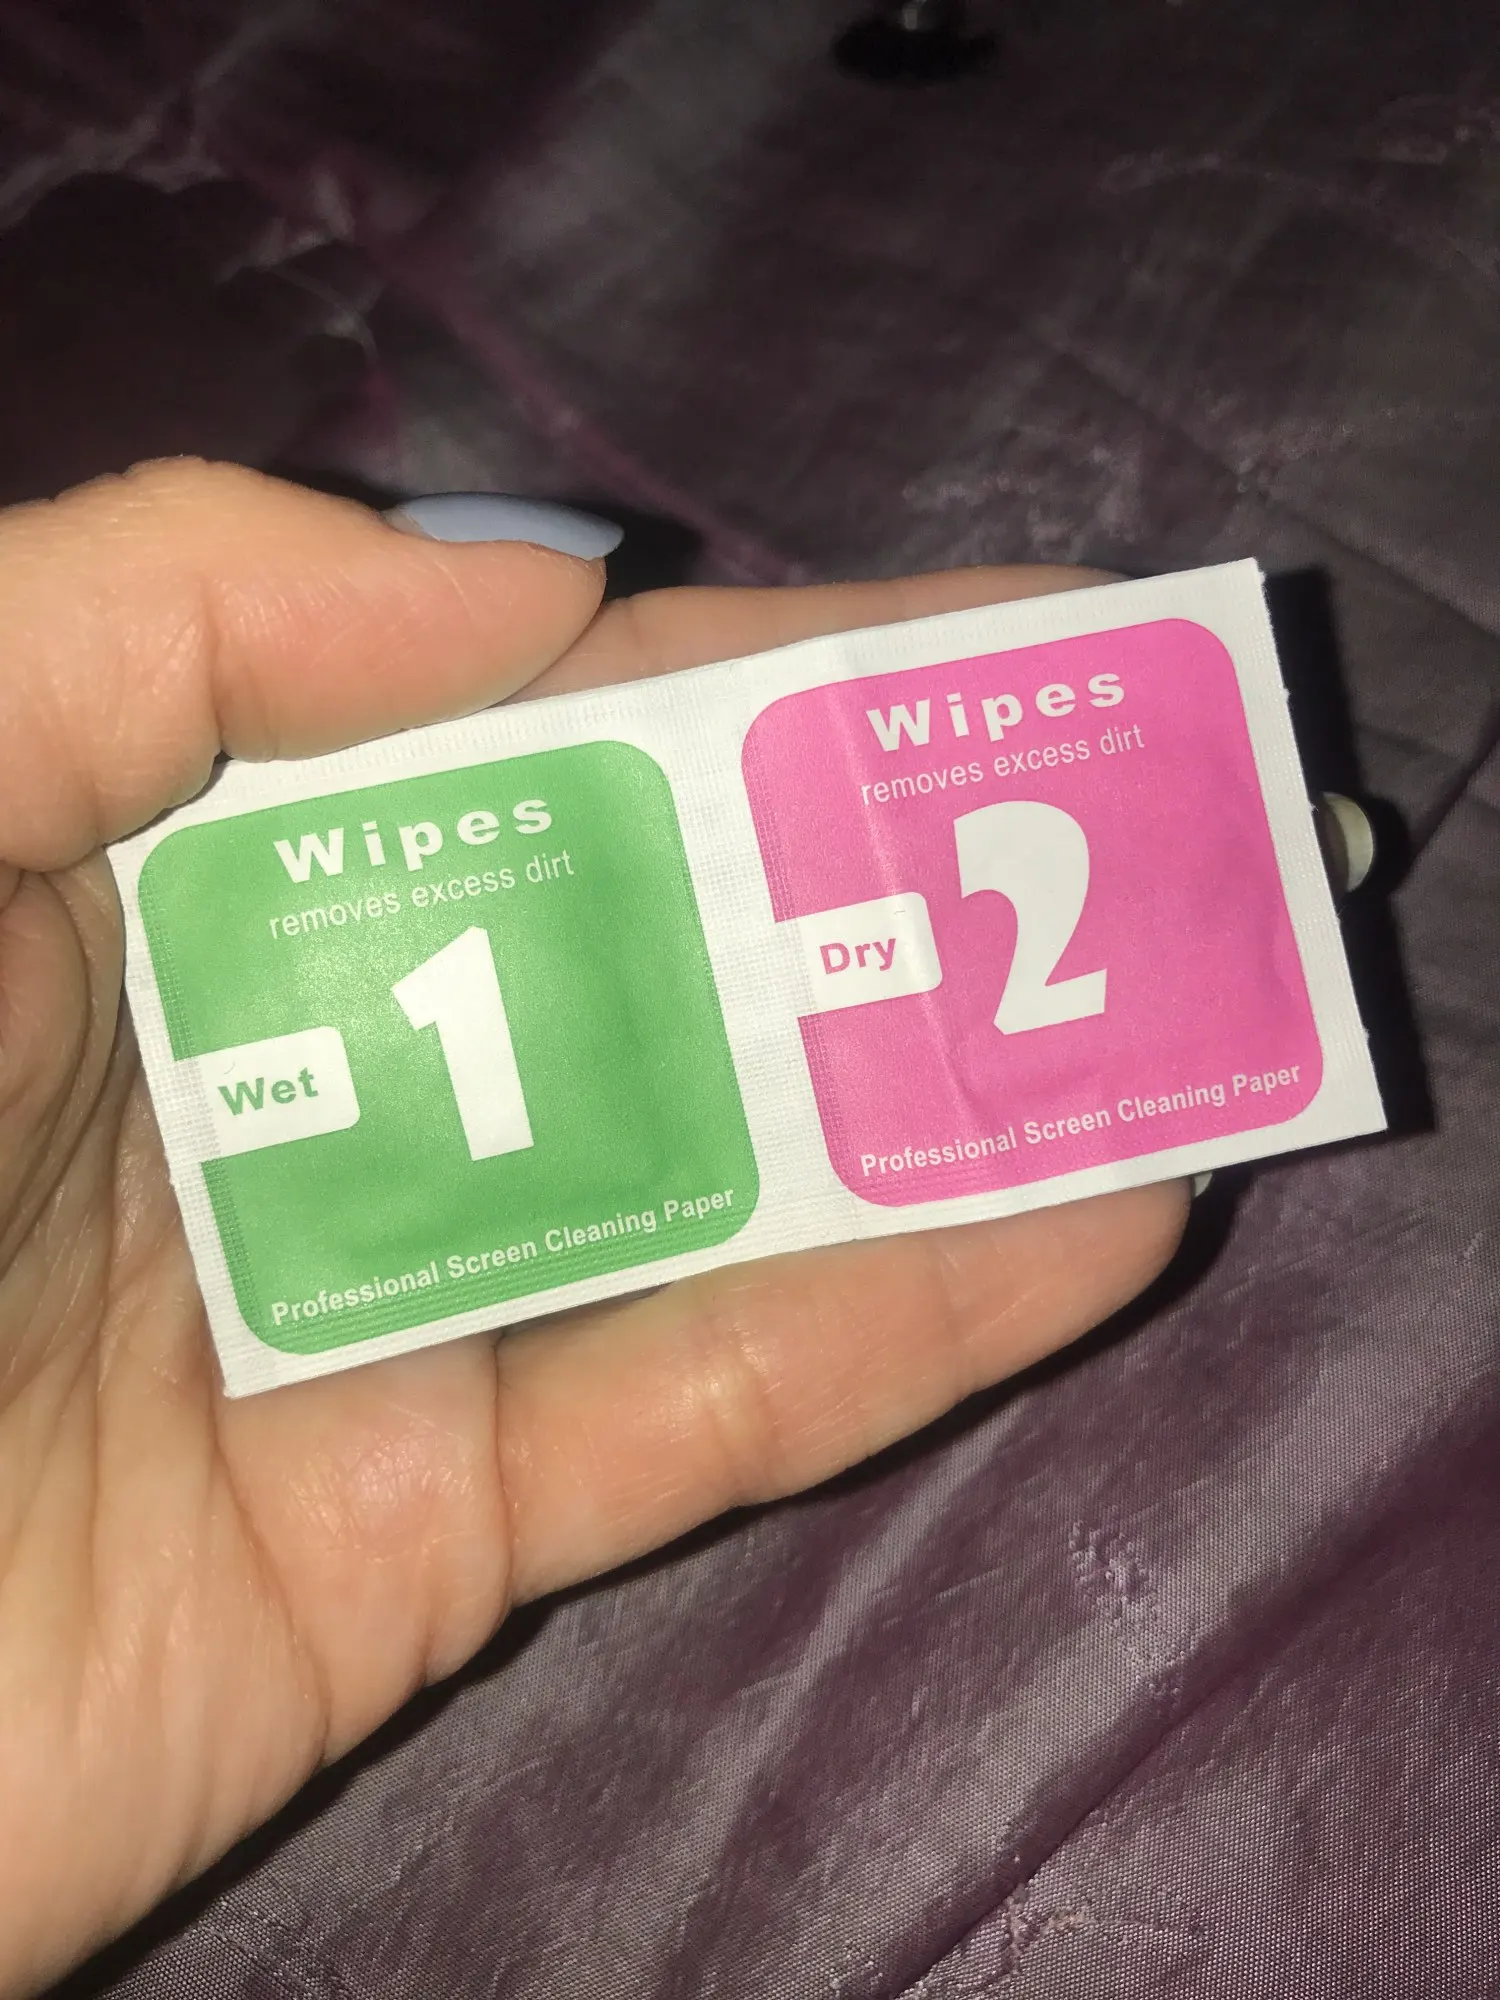 Wipes
removes excess dirt
1
Wet
Professional Screen Cleaning Paper
Wipes
removes excess dirt
2
Dry
Professional Screen Cleaning Paper